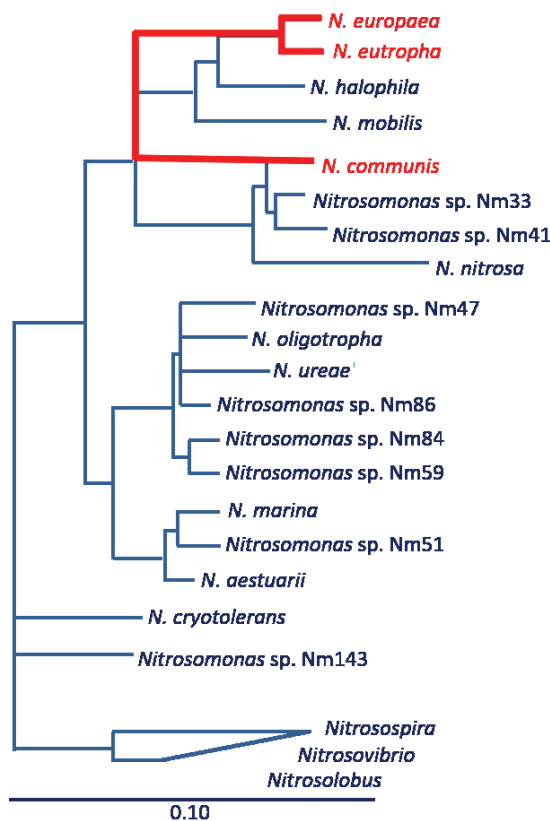 N. europaea
N. eutropha
N. halophila
N. mobilis
N. communis
Nitrosomonas sp. Nm33
Nitrosomonas sp. Nm41
N. nitrosa
Nitrosomonas sp. Nm47
N. oligotropha
N. ureae
Nitrosomonas sp. Nm86
Nitrosomonas sp. Nm84
Nitrosomonas sp. Nm59
N. marina
Nitrosomonas sp. Nm51
N. aestuarii
N. cryotolerans
Nitrosomonas sp. Nm143
Nitrosospira
Nitrosovibrio
Nitrosolobus
0.10